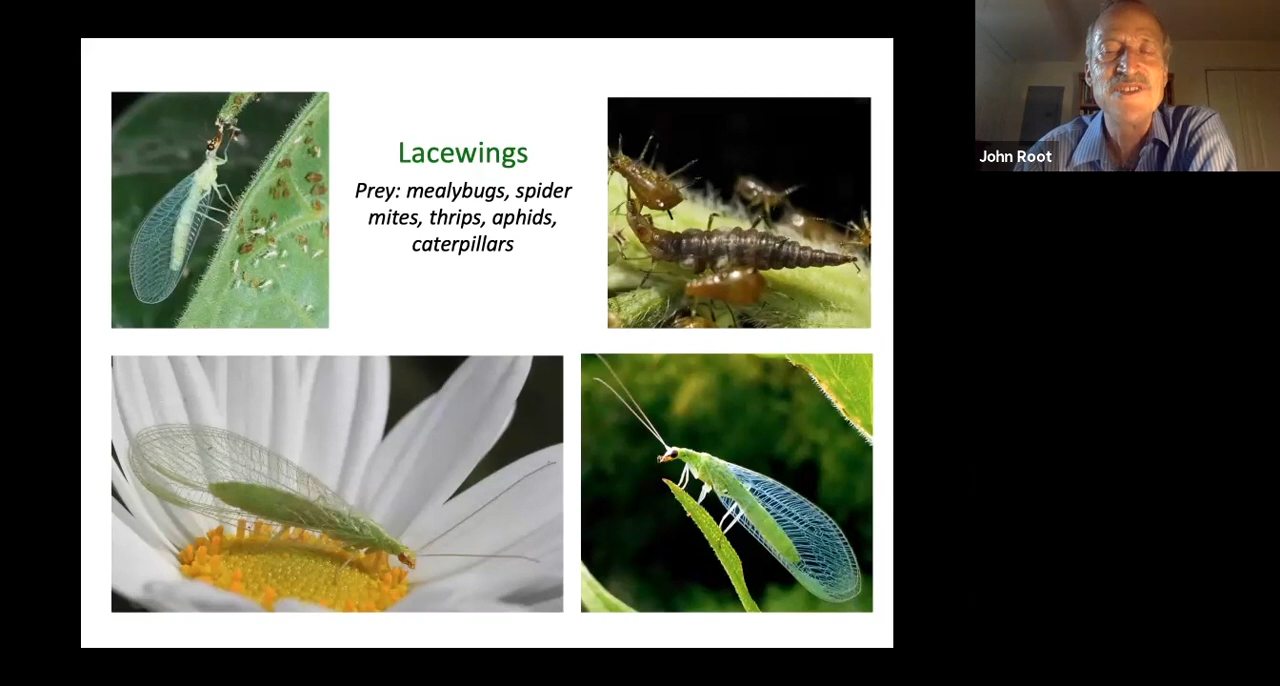 Lacewings
Prey: mealybugs, spider
mites, thrips, aphids,
caterpillars
John Root